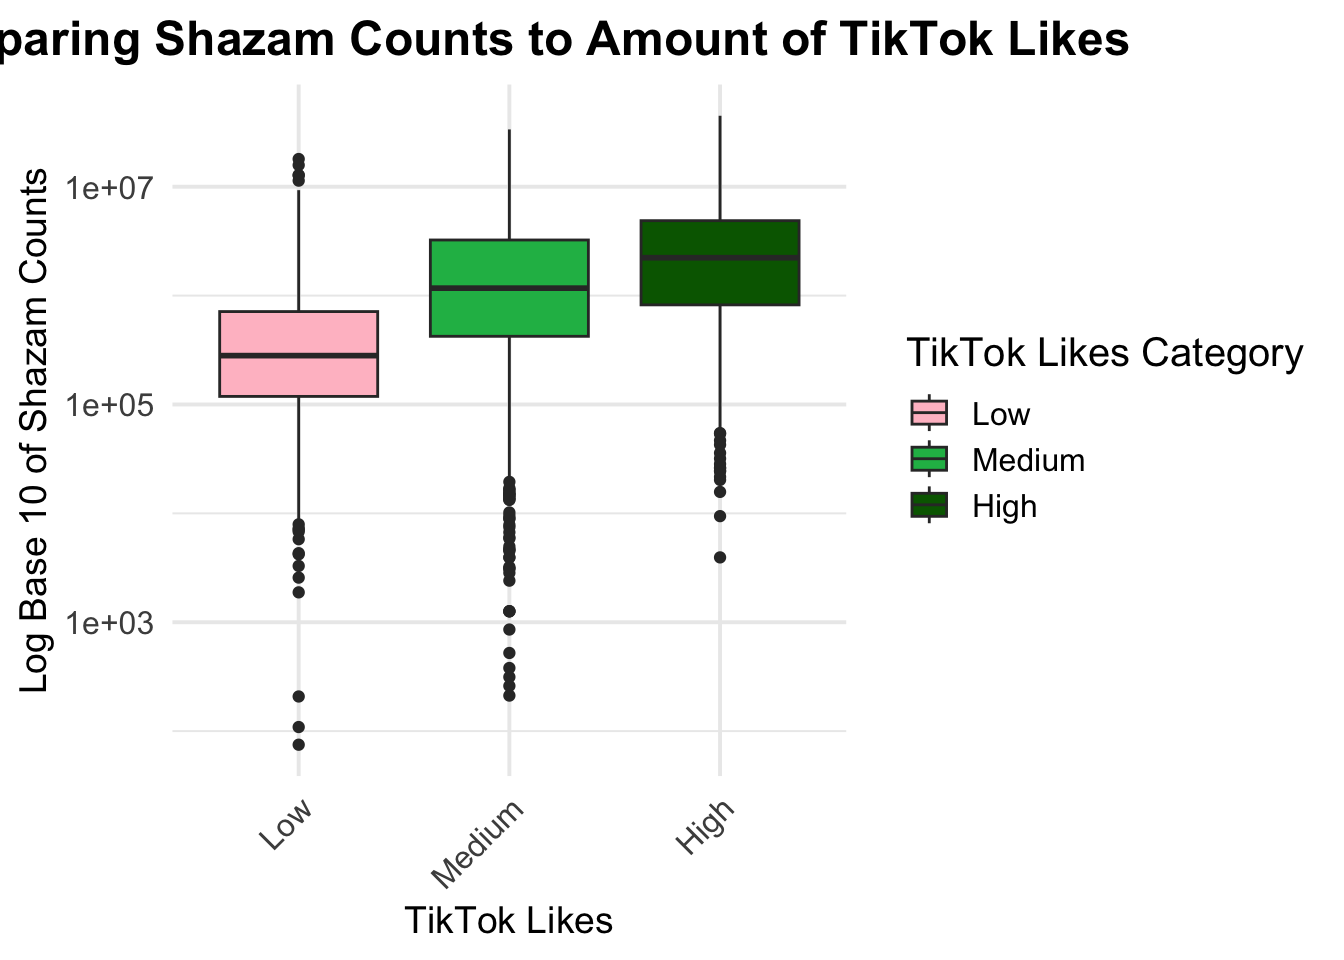 paring Shazam Counts to Amount of TikTok Likes
Log Base 10 of Shazam Counts
1e+07
1e+05
1e+03
Low
Medium
High
TikTok Likes
TikTok Likes Category
Low
Medium
High